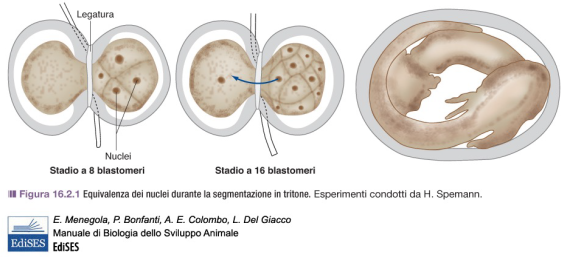 Legatura
Nuclei
Stadio a 8 blastomeri
Stadio a 16 blastomeri
Figura 16.2.1 Equivalenza dei nuclei durante la segmentazione in tritone. Esperimenti condotti da H. Spemann.
E. Menegola, P. Bonfanti, A. E. Colombo, L. Del Giacco
Manuale di Biologia dello Sviluppo Animale
EdiSES
EdiSES